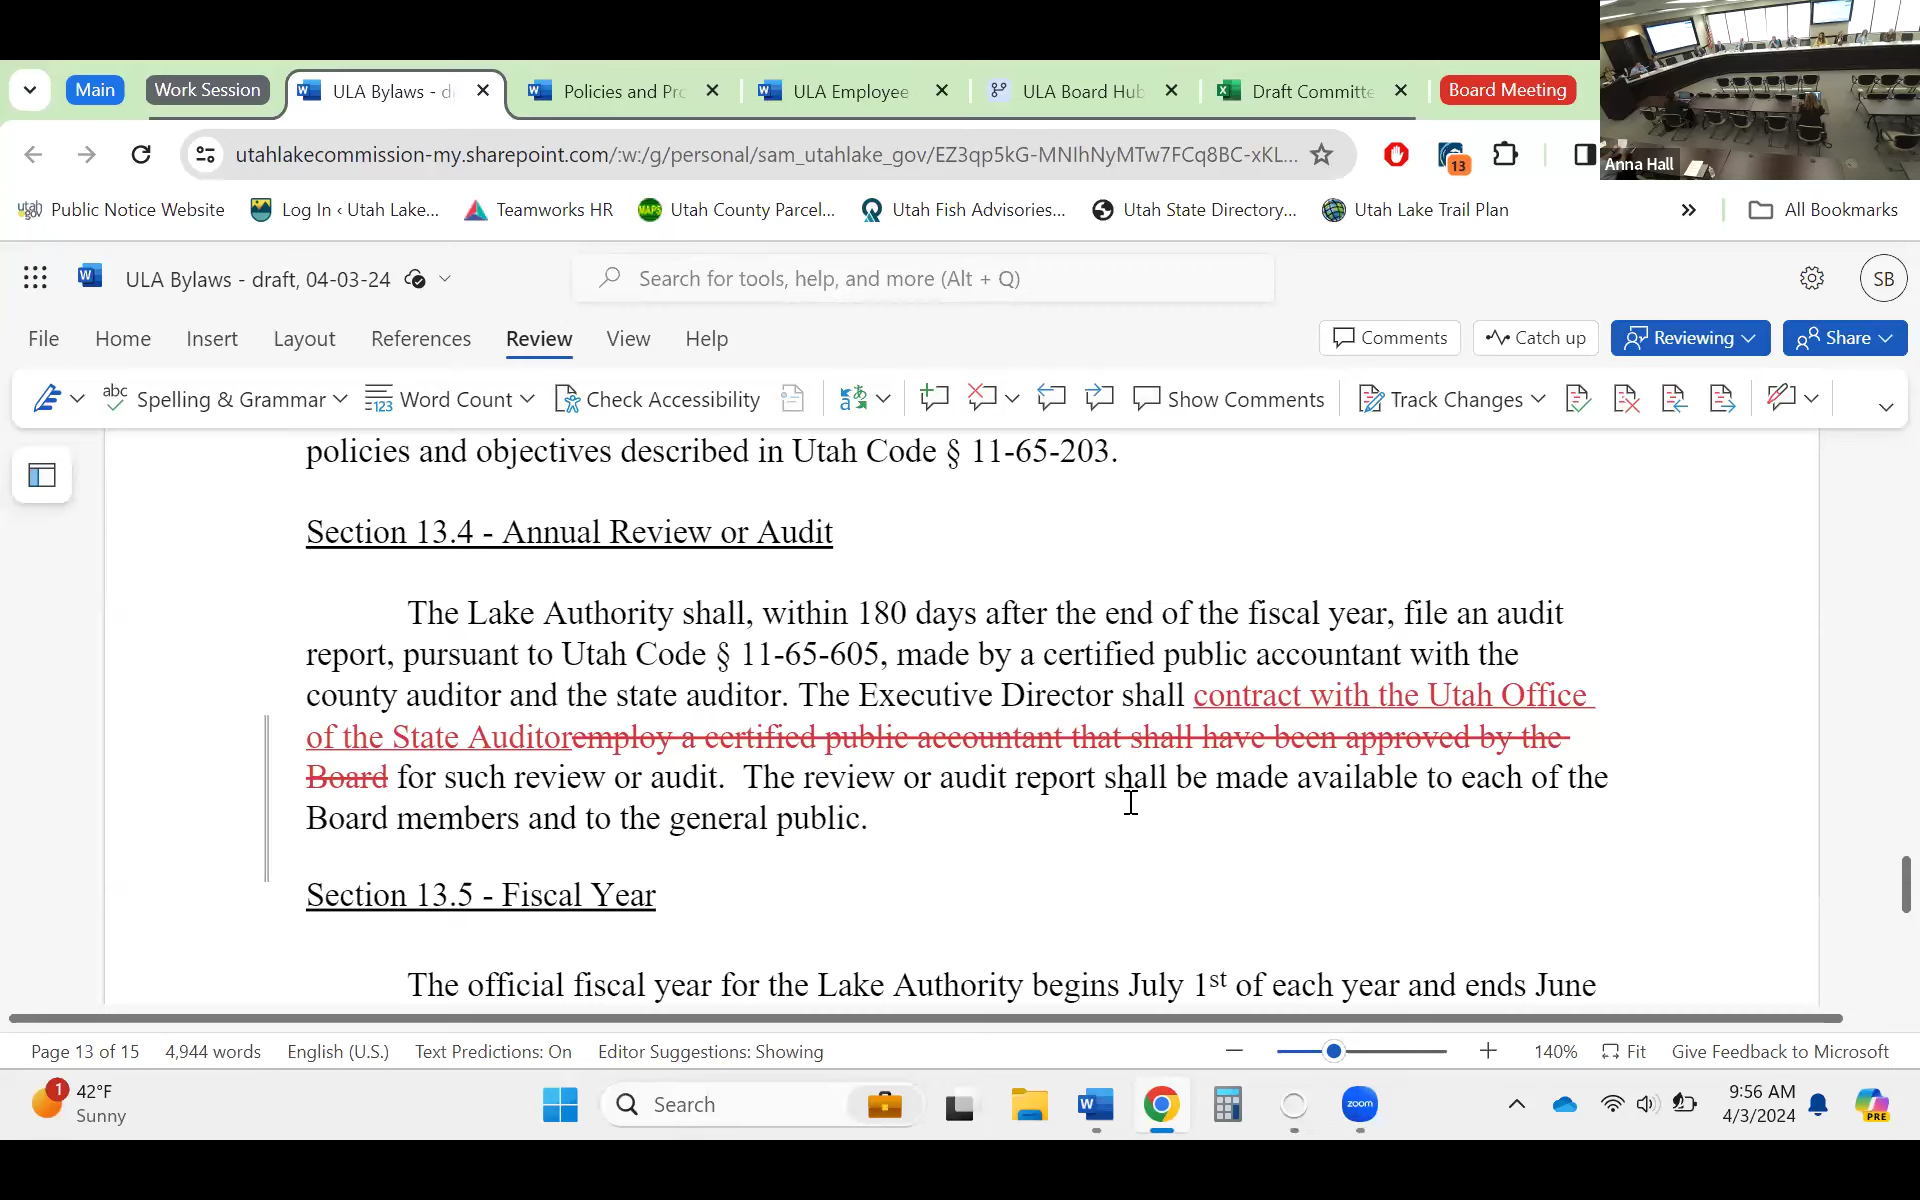 Main
Work Session
ULA Bylaws - d
Policies and Pro
ULA Employee
ULA Board Hub
Draft Committe
Board Meeting
Anna Hall
utahlakecommission-my.sharepoint.com/:w:/g/personal/sam_utahlake_gov/EZ3qp5kG-MNIhNyMTw7FCq8BC-xKL...
13
Public Notice Website
Log In ‹ Utah Lake...
Teamworks HR
Utah County Parcel...
Utah Fish Advisories...
Utah State Directory...
Utah Lake Trail Plan
» All Bookmarks
ULA Bylaws - draft, 04-03-24
Search for tools, help, and more (Alt + Q)
SB
File Home Insert Layout References Review View Help
Comments
Catch up
Reviewing
Share
abc Spelling & Grammar
123 Word Count
Check Accessibility
Show Comments
Track Changes
policies and objectives described in Utah Code § 11-65-203.
Section 13.4 - Annual Review or Audit
The Lake Authority shall, within 180 days after the end of the fiscal year, file an audit
report, pursuant to Utah Code § 11-65-605, made by a certified public accountant with the
county auditor and the state auditor. The Executive Director shall contract with the Utah Office
of the State Auditoremploy a certified public accountant that shall have been approved by the
Board for such review or audit.  The review or audit report shall be made available to each of the
Board members and to the general public.
Section 13.5 - Fiscal Year
The official fiscal year for the Lake Authority begins July 1st of each year and ends June
Page 13 of 15
4,944 words
English (U.S.)
Text Predictions: On
Editor Suggestions: Showing
140%
Fit
Give Feedback to Microsoft
1
42°F
Sunny
Search
zoom
9:56 AM
4/3/2024
PRE